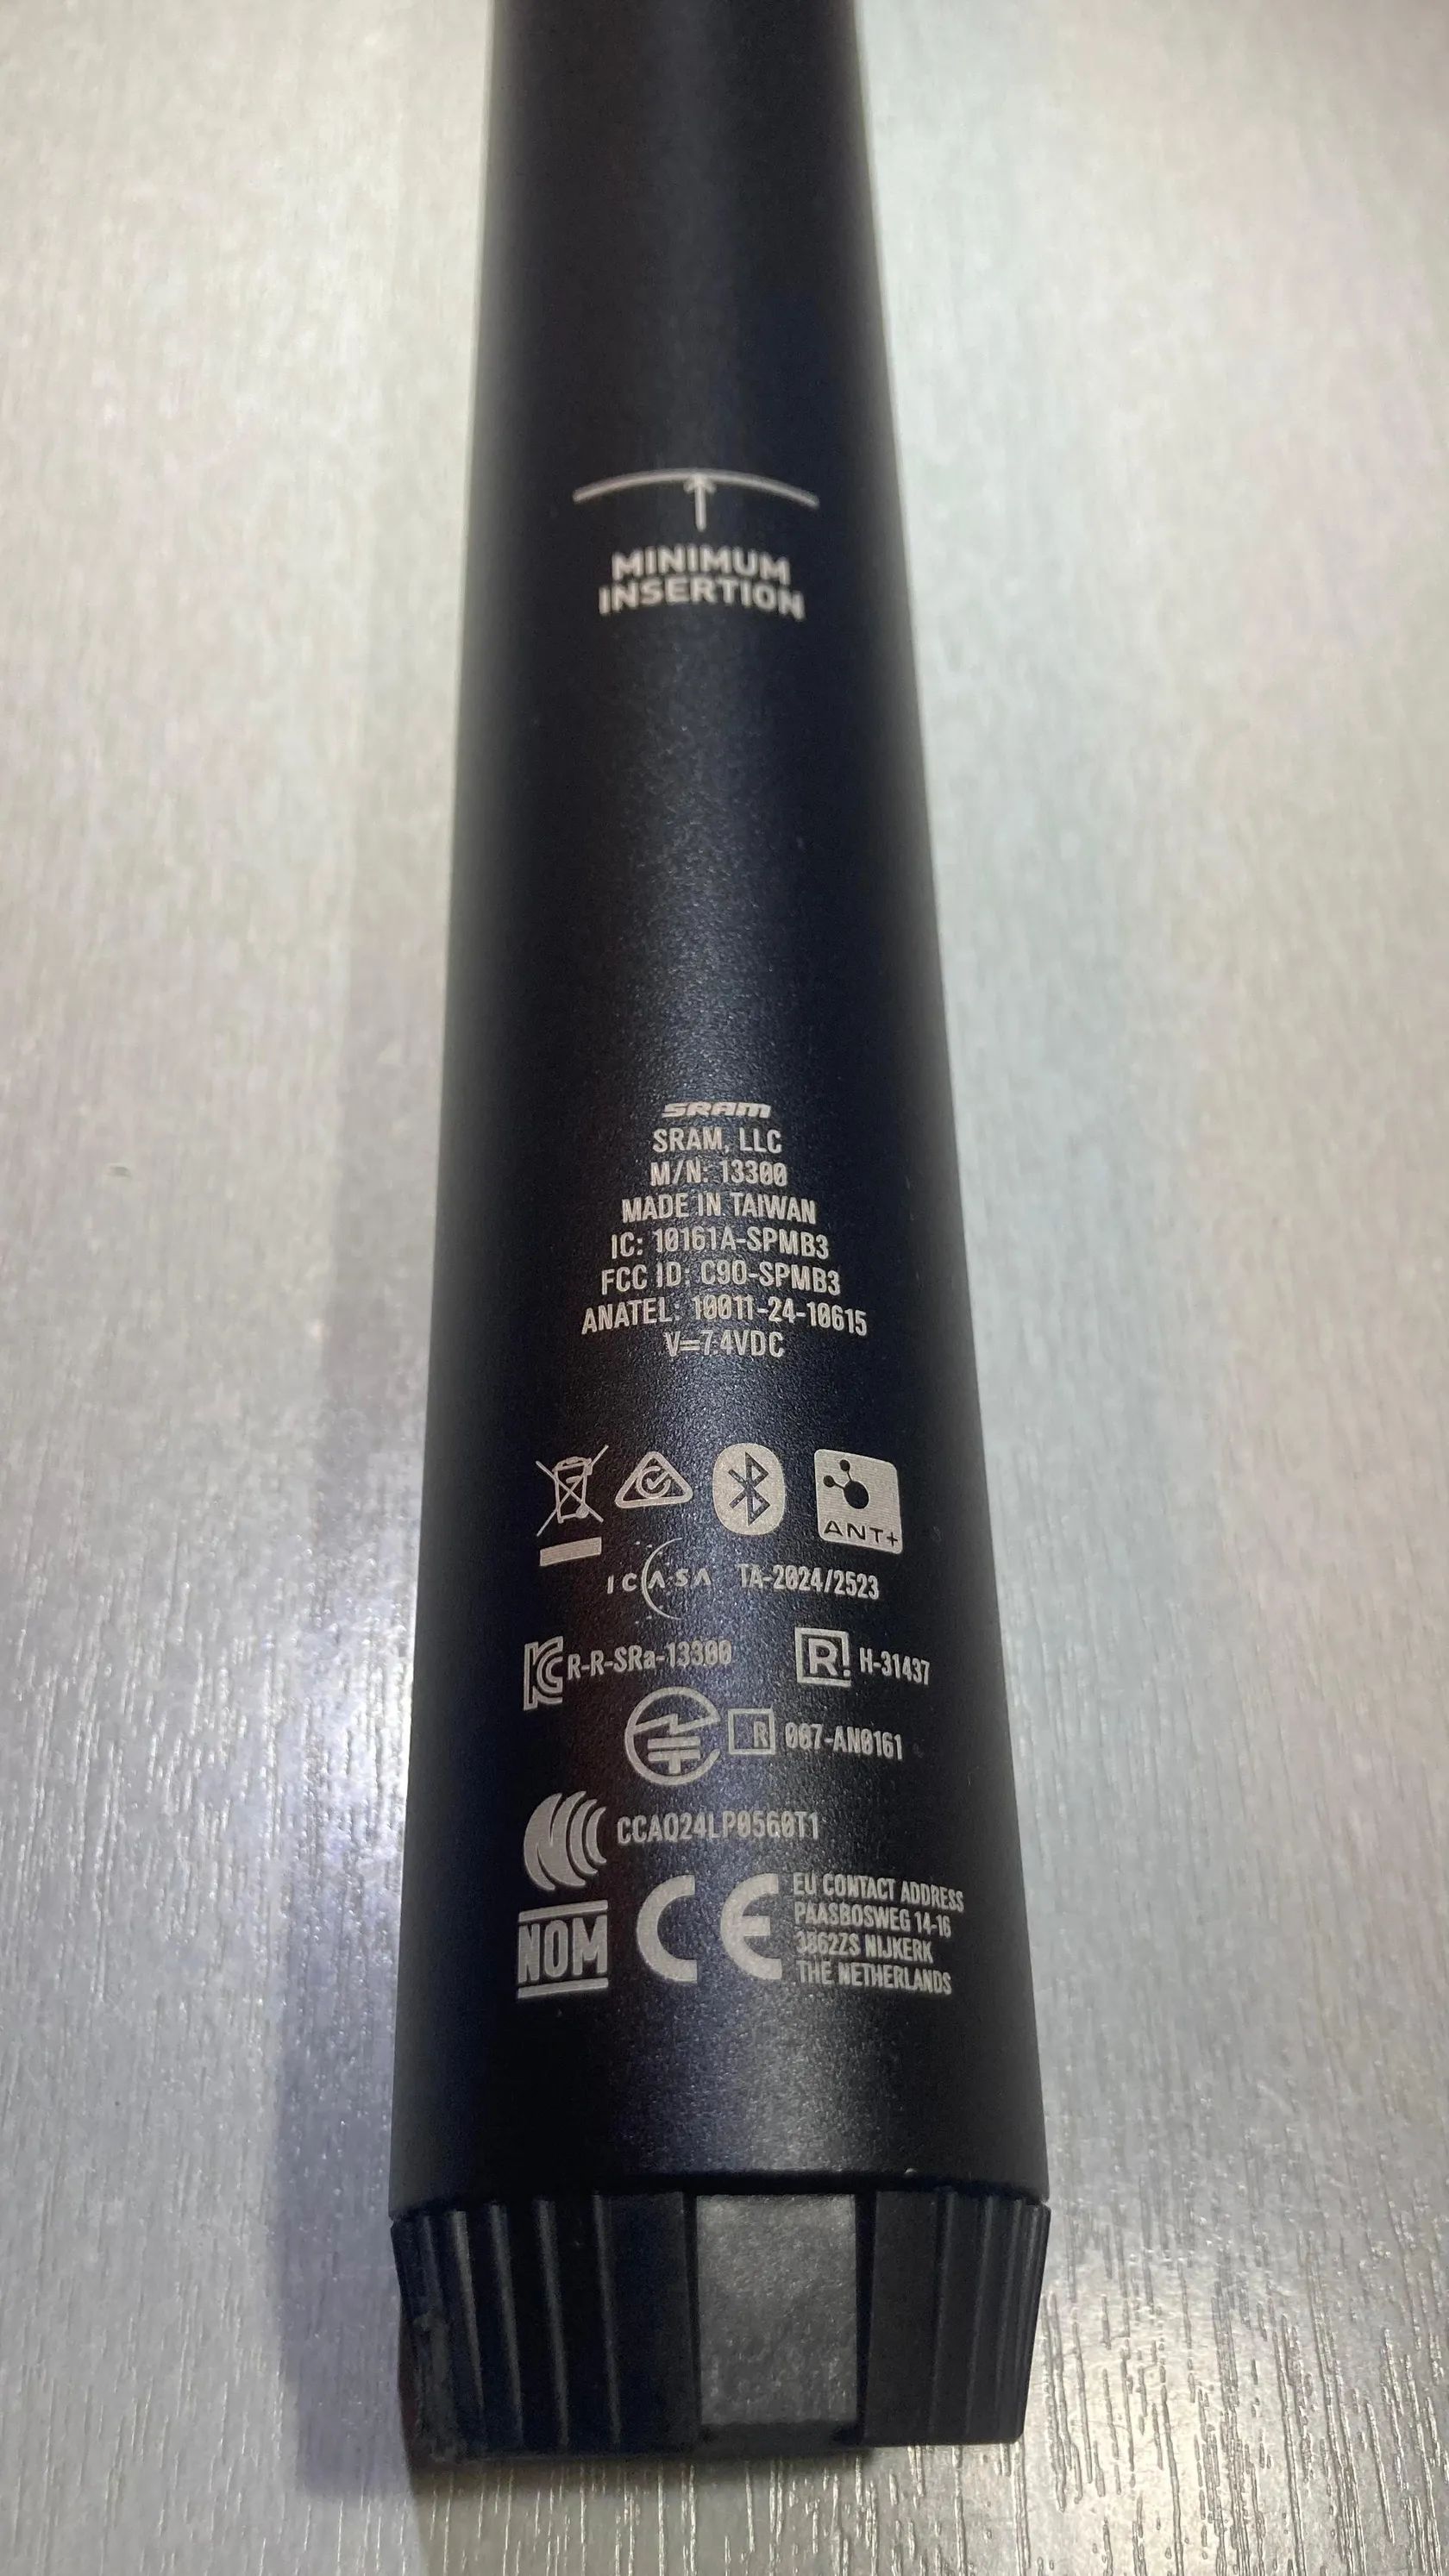 MINIMUM
INSERTION
SRAM
SRAM, LLC
M/N: 13300
MADE IN TAIWAN
IC: 10161A-SPMB3
FCC ID: C9O-SPMB3
ANATEL: 10011-24-10615
V=7.4VDC
ANT+
ICASA TA-2024/2523
R-R-SRa-13300 R H-31437
R 007-AN0161
CCAQ24LP0560T1
NOM CE EU CONTACT ADDRESS
PAASBOSWEG 14-16
3862ZS NIJKERK
THE NETHERLANDS